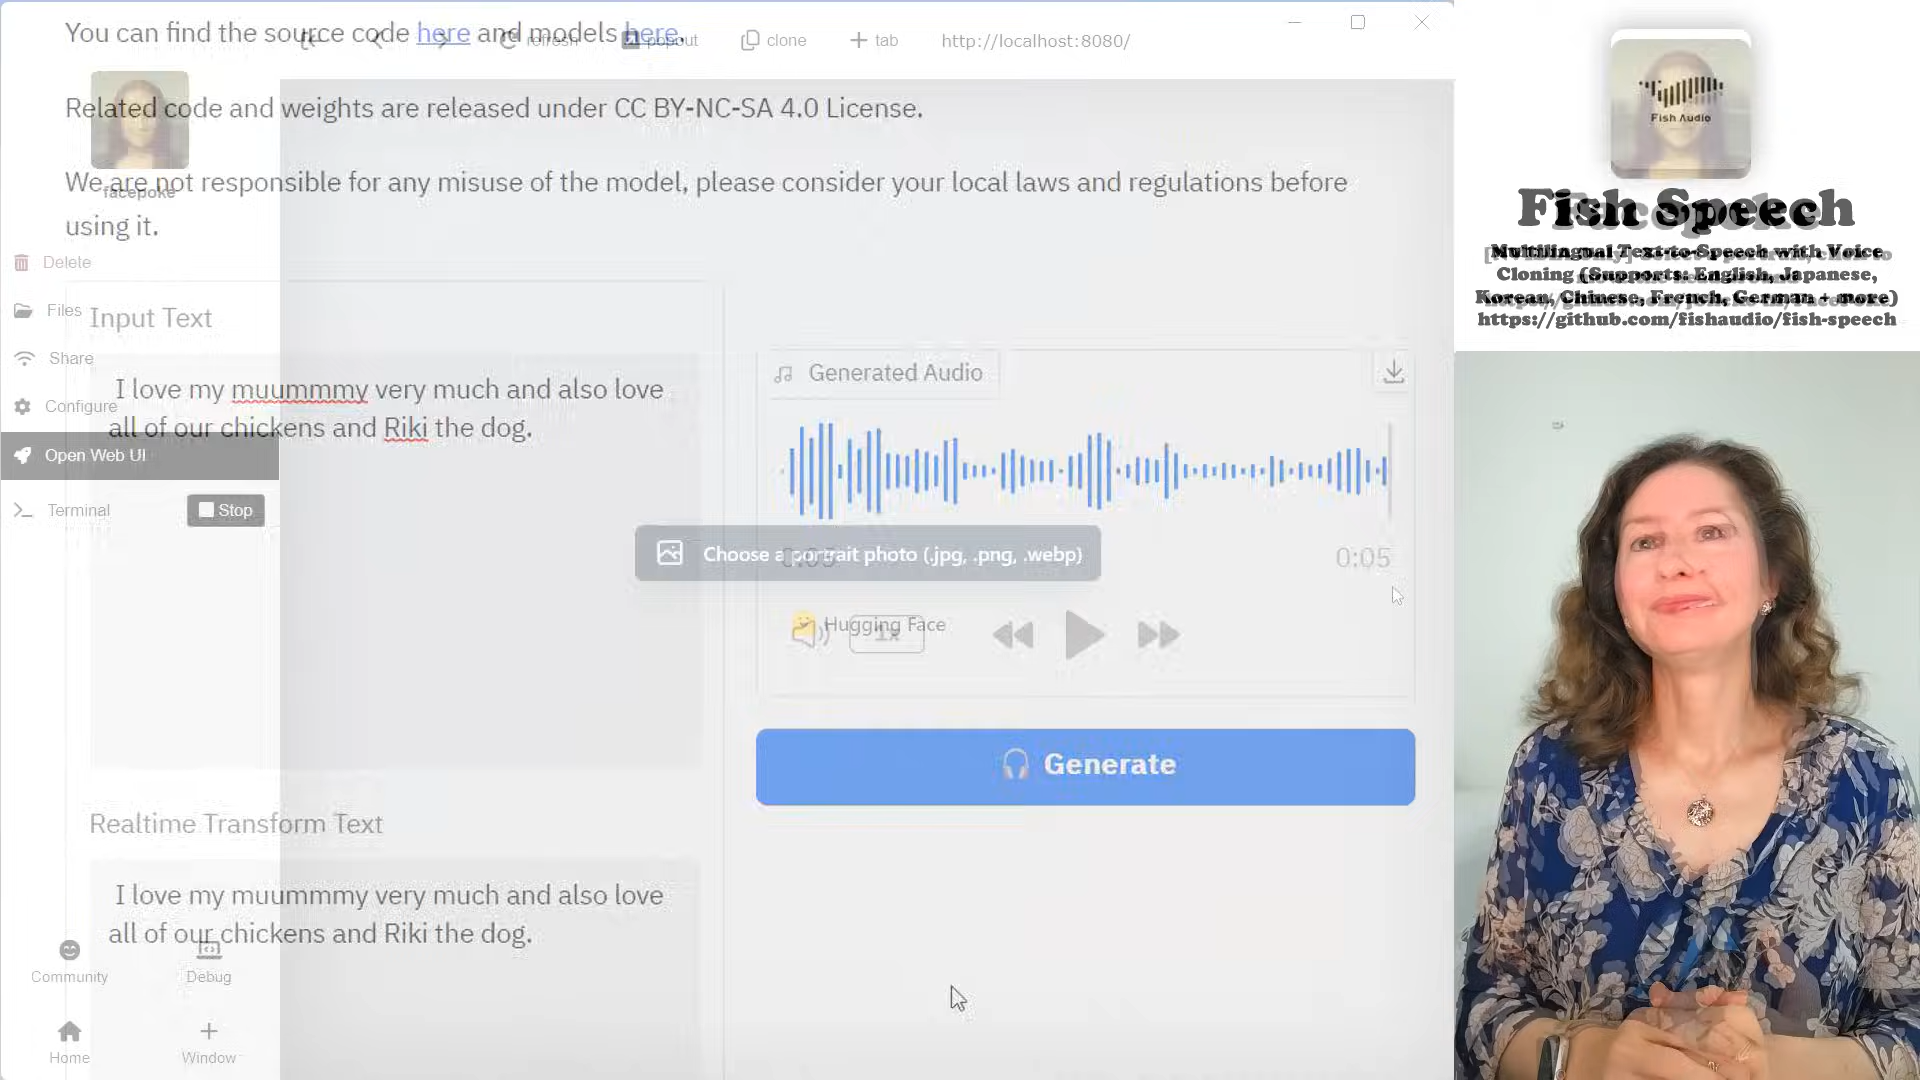 You can find the source code here and models here.
refresh
popout
clone
tab
http://localhost:8080/
Related code and weights are released under CC BY-NC-SA 4.0 License.
We are not responsible for any misuse of the model, please consider your local laws and regulations before
using it.
facepoke
Delete
Files
Share
Configure
Open Web UI
Terminal
Stop
Community
Debug
Home
Window
Input Text
I love my muummmy very much and also love
all of our chickens and Riki the dog.
Realtime Transform Text
I love my muummmy very much and also love
all of our chickens and Riki the dog.
Generated Audio
0:05
0:05
Choose a portrait photo (.jpg, .png, .webp)
Hugging Face
1x
Generate
Fish Audio
Fish Speech
Multilingual Text-to-Speech with Voice
Cloning (Supports: English, Japanese,
Korean, Chinese, French, German + more)
https://github.com/fishaudio/fish-speech